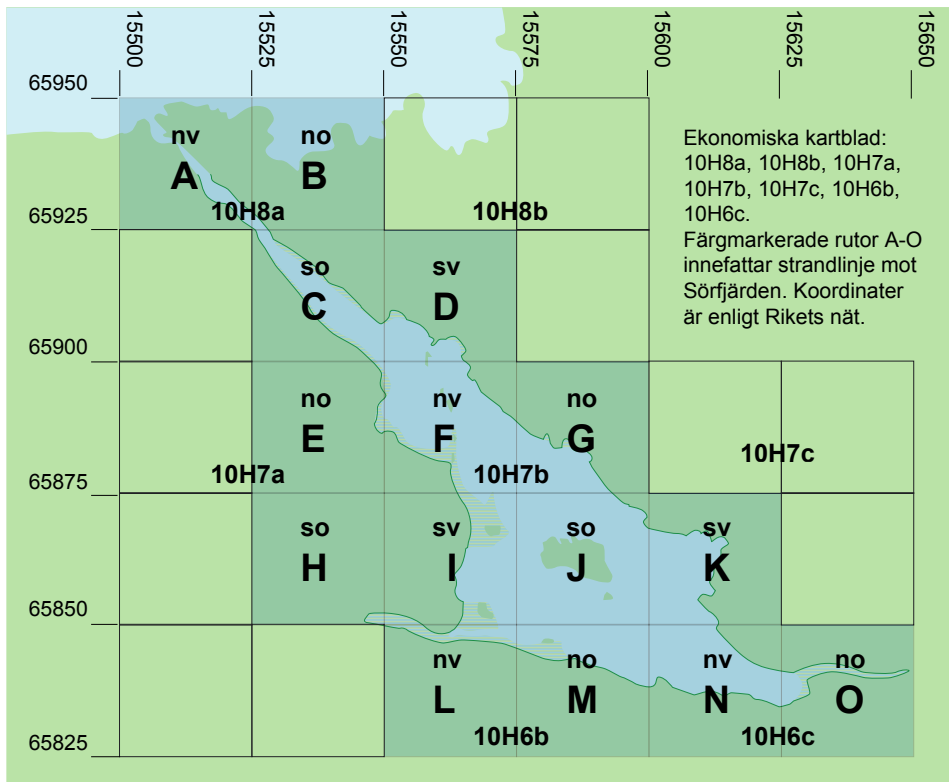 15500
15525
15550
15575
15600
15625
15650
65950
nv
no
A
B
Ekonomiska kartblad:
10H8a, 10H8b, 10H7a,
10H7b, 10H7c, 10H6b,
10H6c.
Färgmarkerade rutor A-O
innefattar strandlinje mot
Sörfjärden. Koordinater
är enligt Rikets nät.
10H8a
10H8b
65925
so
sv
C
D
65900
no
nv
no
E
F
G
10H7a
10H7b
10H7c
65875
so
sv
so
sv
H
I
J
K
65850
nv
no
nv
no
L
M
N
O
10H6b
10H6c
65825